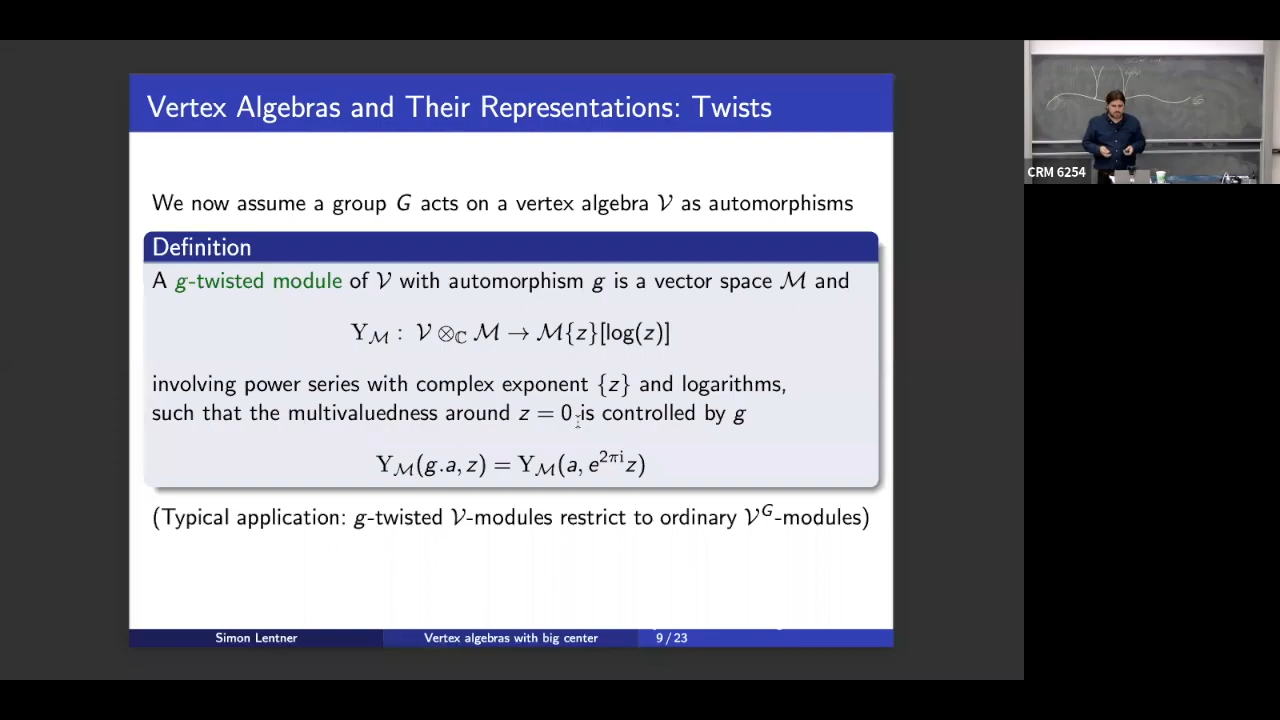 Vertex Algebras and Their Representations: Twists
We now assume a group G acts on a vertex algebra 𝒱 as automorphisms
Definition
A g-twisted module of 𝒱 with automorphism g is a vector space ℳ and
Y_ℳ : 𝒱 ⊗_ℂ ℳ → ℳ{z}[log(z)]
involving power series with complex exponent {z} and logarithms,
such that the multivaluedness around z = 0 is controlled by g
Y_ℳ(g.a, z) = Y_ℳ(a, e^{2πi}z)
(Typical application: g-twisted 𝒱-modules restrict to ordinary 𝒱^G-modules)
Simon Lentner
Vertex algebras with big center
9 / 23
CRM 6254